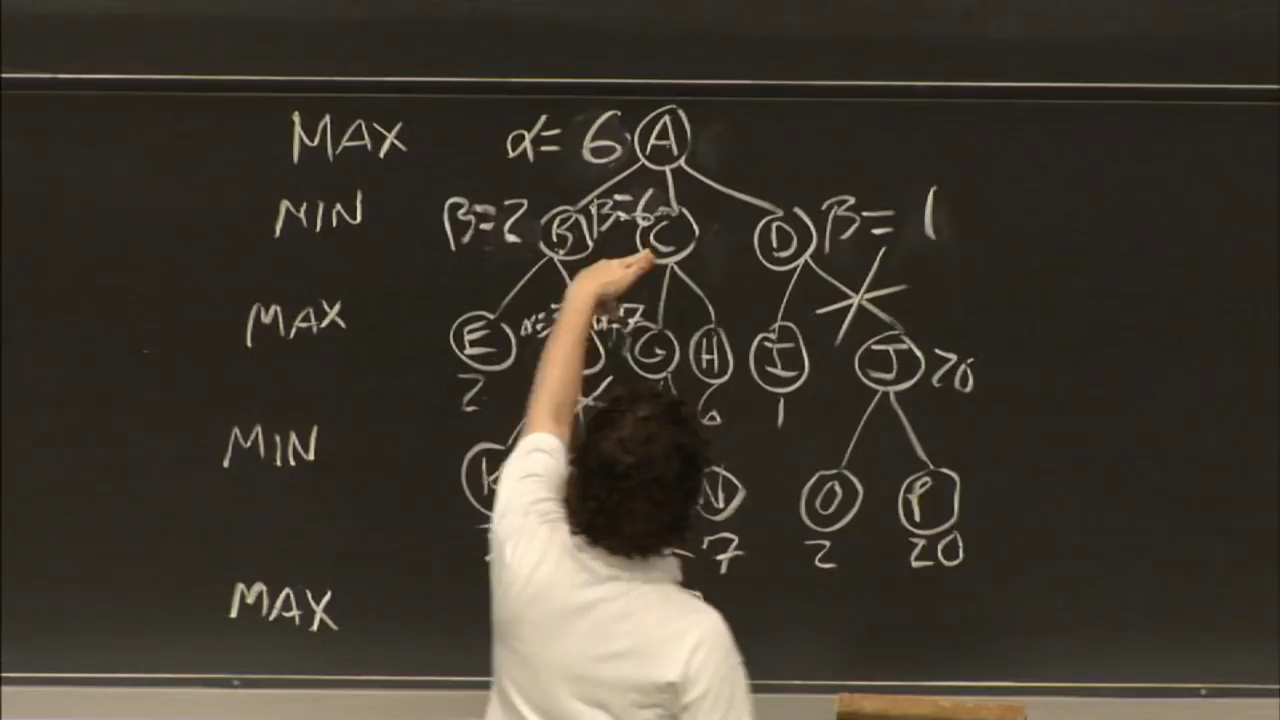 MAX α= 6 A
MIN β=2 B β=6 C D β= 1
MAX E G H I J 20
2 6 1
MIN K N O P
-7 2 20
MAX